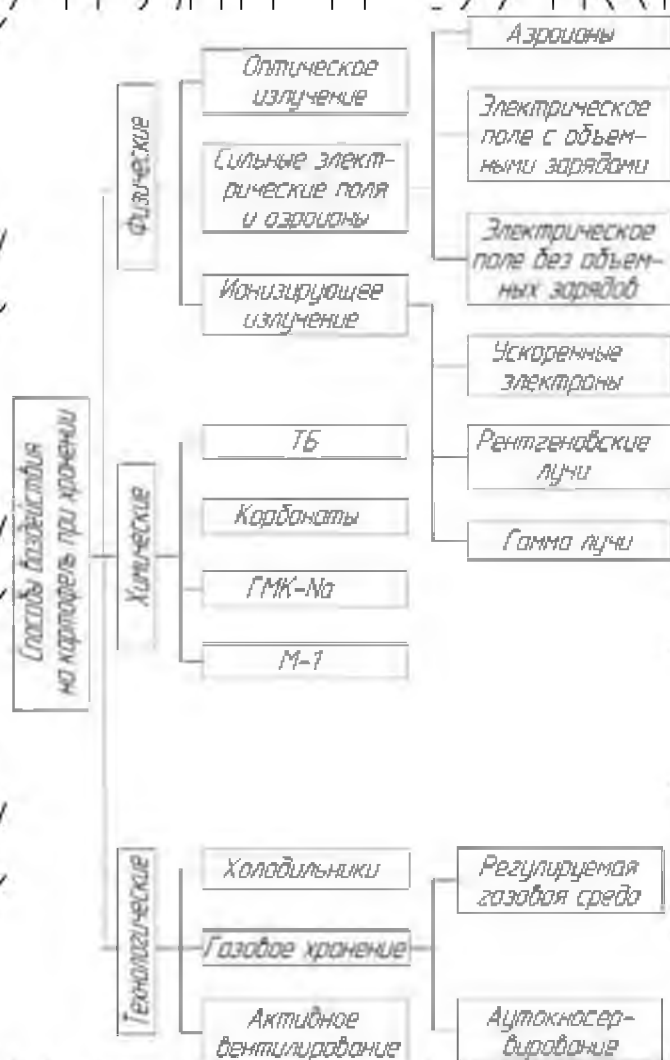 Способы воздействия
на картофель при хранении
Физические
Оптическое
излучение
Сильные элект-
рические поля
и аэроионы
Аэроионы
Электрическое
поле с объем-
ными зарядами
Электрическое
поле без объем-
ных зарядов
Ионизирующее
излучение
Ускоренные
электроны
Рентгеновские
лучи
Гамма лучи
Химические
ТБ
Карбонаты
ГМК-Na
М-1
Технологические
Холодильники
Газовое хранение
Регулируемая
газовая среда
Аутокносер-
вирование
Активное
вентилирование